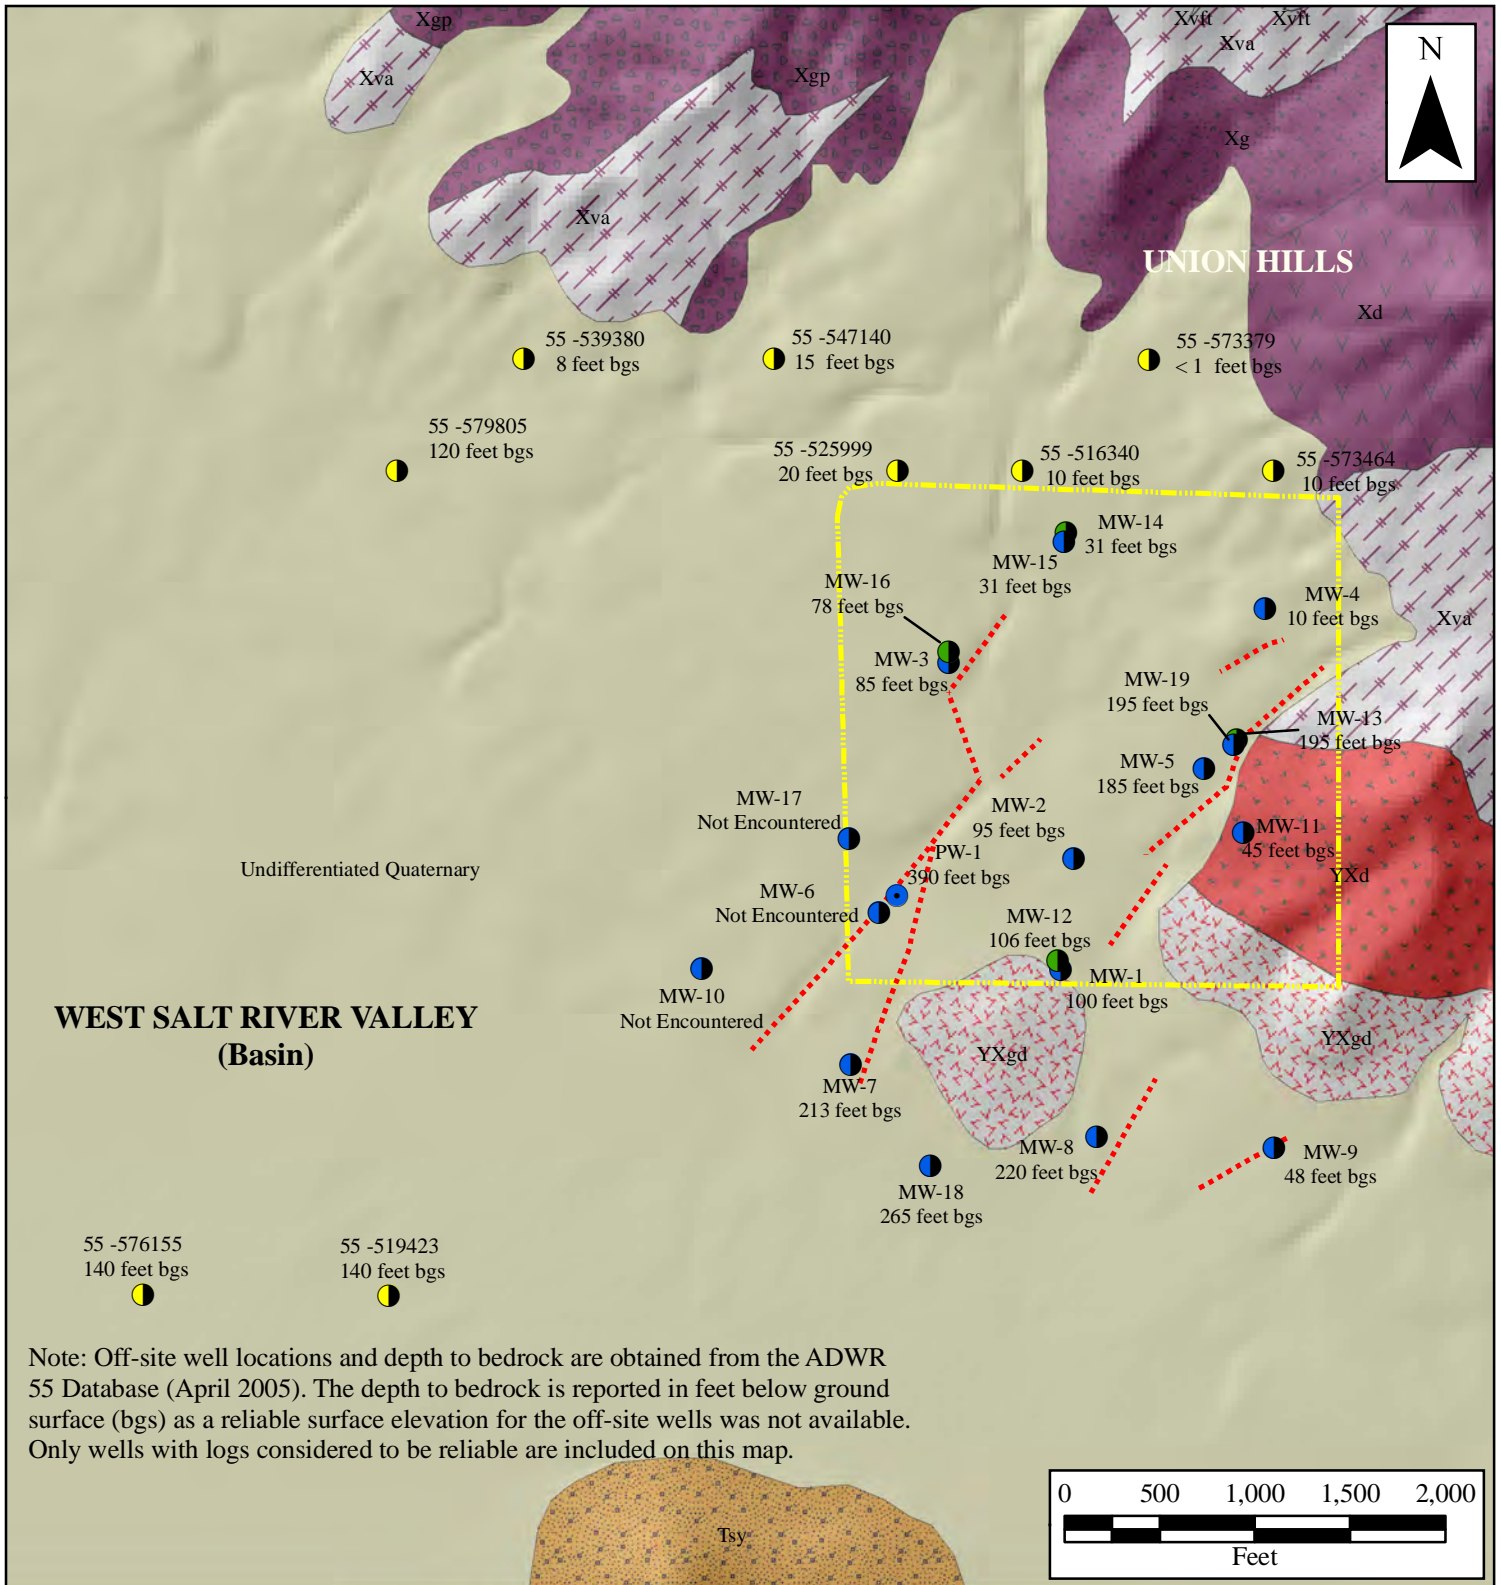 Xgp
Xvft
Xvft
Xva
N
Xva
Xgp
Xg
Xva
UNION HILLS
Xd
55 -539380
8 feet bgs
55 -547140
15 feet bgs
55 -573379
< 1 feet bgs
55 -579805
120 feet bgs
55 -525999
20 feet bgs
55 -516340
10 feet bgs
55 -573464
10 feet bgs
MW-14
31 feet bgs
MW-15
31 feet bgs
MW-16
78 feet bgs
MW-4
10 feet bgs
Xva
MW-3
85 feet bgs
MW-19
195 feet bgs
MW-13
195 feet bgs
MW-5
185 feet bgs
MW-17
Not Encountered
MW-2
95 feet bgs
MW-11
45 feet bgs
PW-1
390 feet bgs
YXd
Undifferentiated Quaternary
MW-6
Not Encountered
MW-12
106 feet bgs
MW-1
100 feet bgs
MW-10
Not Encountered
WEST SALT RIVER VALLEY
(Basin)
YXgd
YXgd
MW-7
213 feet bgs
MW-8
220 feet bgs
MW-9
48 feet bgs
MW-18
265 feet bgs
55 -576155
140 feet bgs
55 -519423
140 feet bgs
Note: Off-site well locations and depth to bedrock are obtained from the ADWR
55 Database (April 2005). The depth to bedrock is reported in feet below ground
surface (bgs) as a reliable surface elevation for the off-site wells was not available.
Only wells with logs considered to be reliable are included on this map.
Tsy
0 500 1,000 1,500 2,000
Feet